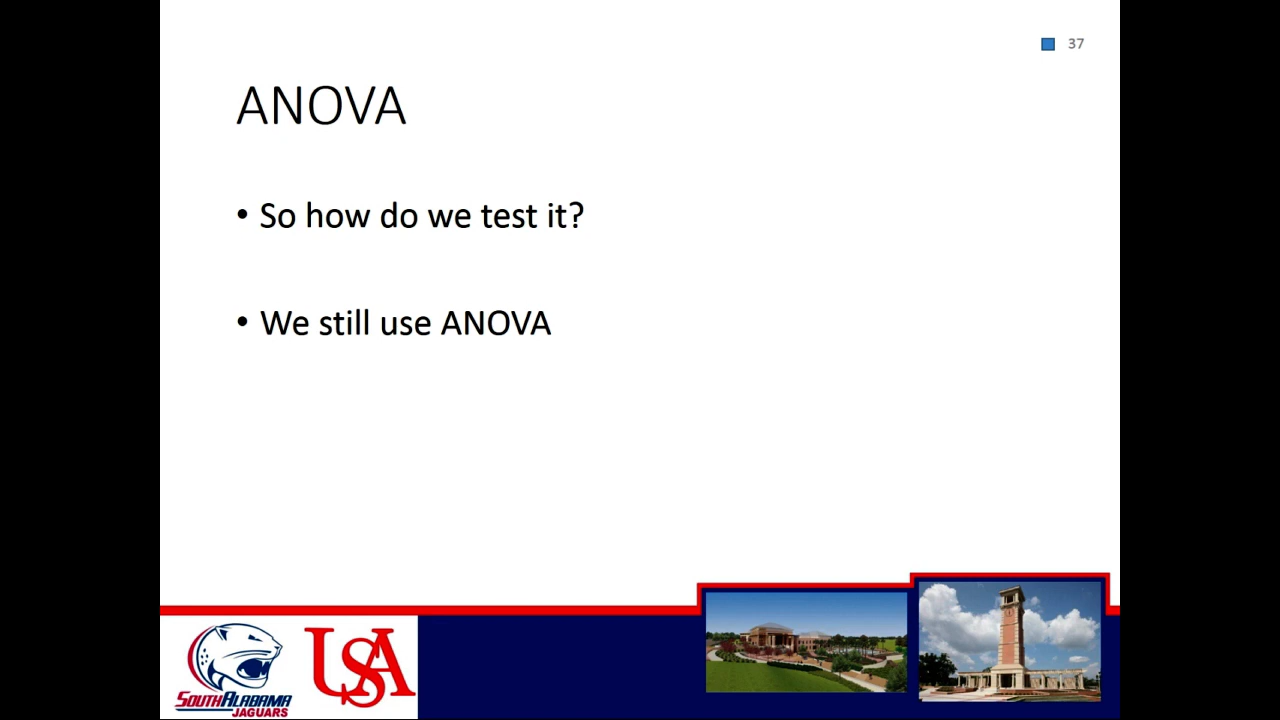 37
ANOVA
• So how do we test it?
• We still use ANOVA
SOUTH ALABAMA
JAGUARS
USA